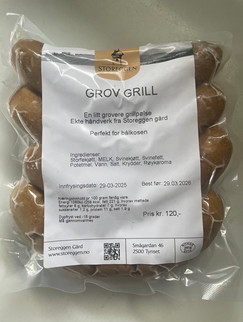 STOREGGEN
GROV GRILL
En litt grovere grillpølse
Ekte håndverk fra Storeggen gård
Perfekt for bålkosen
Ingredienser
Storfekjøtt, MELK, Svinekjøtt, Svinefett,
Potetmel, Vann, Salt, Krydder, Røykaroma
Innfrysingsdato: 29-03-2025
Best før: 29.03.2026
Pris kr. 120,-
Storeggen Gård
www.storeggen.no
Småjordan 46
2500 Tynset